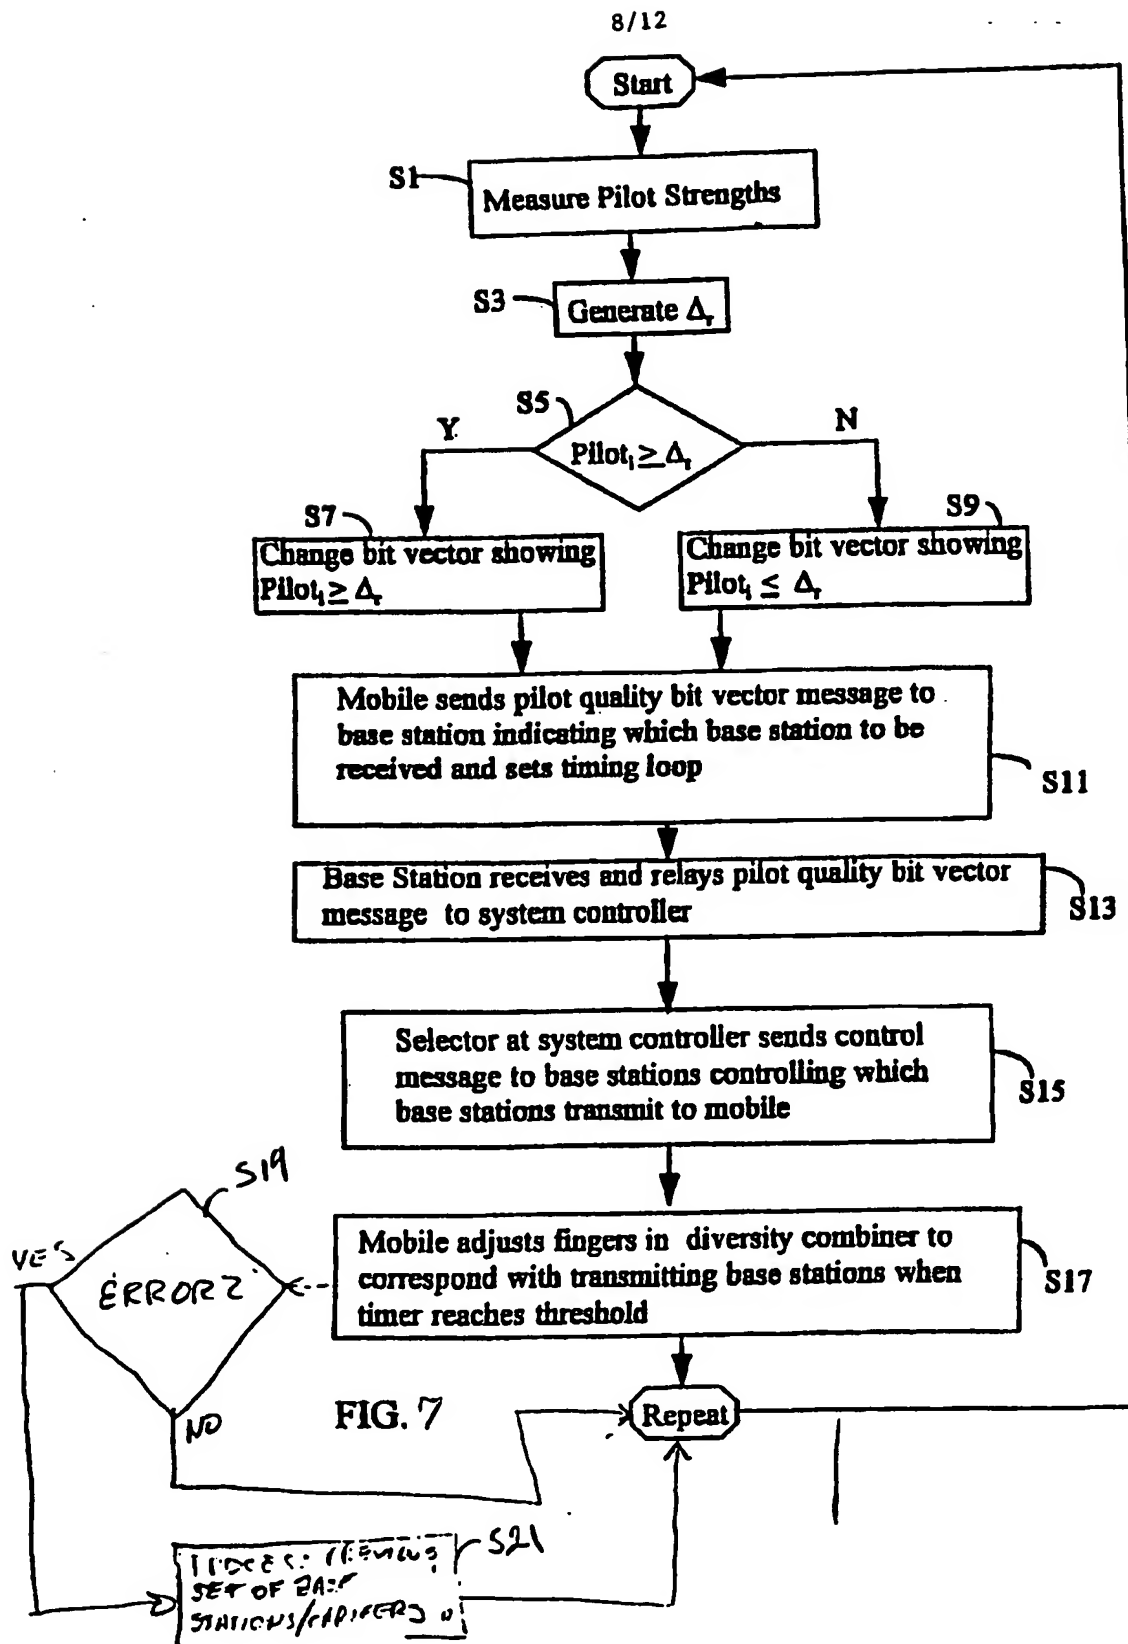 8/12
Start
S1
Measure Pilot Strengths
S3
Generate Δr
S5
Y
N
Piloti ≥ Δr
S7
S9
Change bit vector showing
Piloti ≥ Δr
Change bit vector showing
Piloti ≤ Δr
Mobile sends pilot quality bit vector message to
base station indicating which base station to be
received and sets timing loop
S11
Base Station receives and relays pilot quality bit vector
message to system controller
S13
Selector at system controller sends control
message to base stations controlling which
base stations transmit to mobile
S15
S19
YES
ERROR?
Mobile adjusts fingers in diversity combiner to
correspond with transmitting base stations when
timer reaches threshold
S17
NO
FIG. 7
Repeat
S21
PREVIOUS
SET OF BASE
STATIONS/